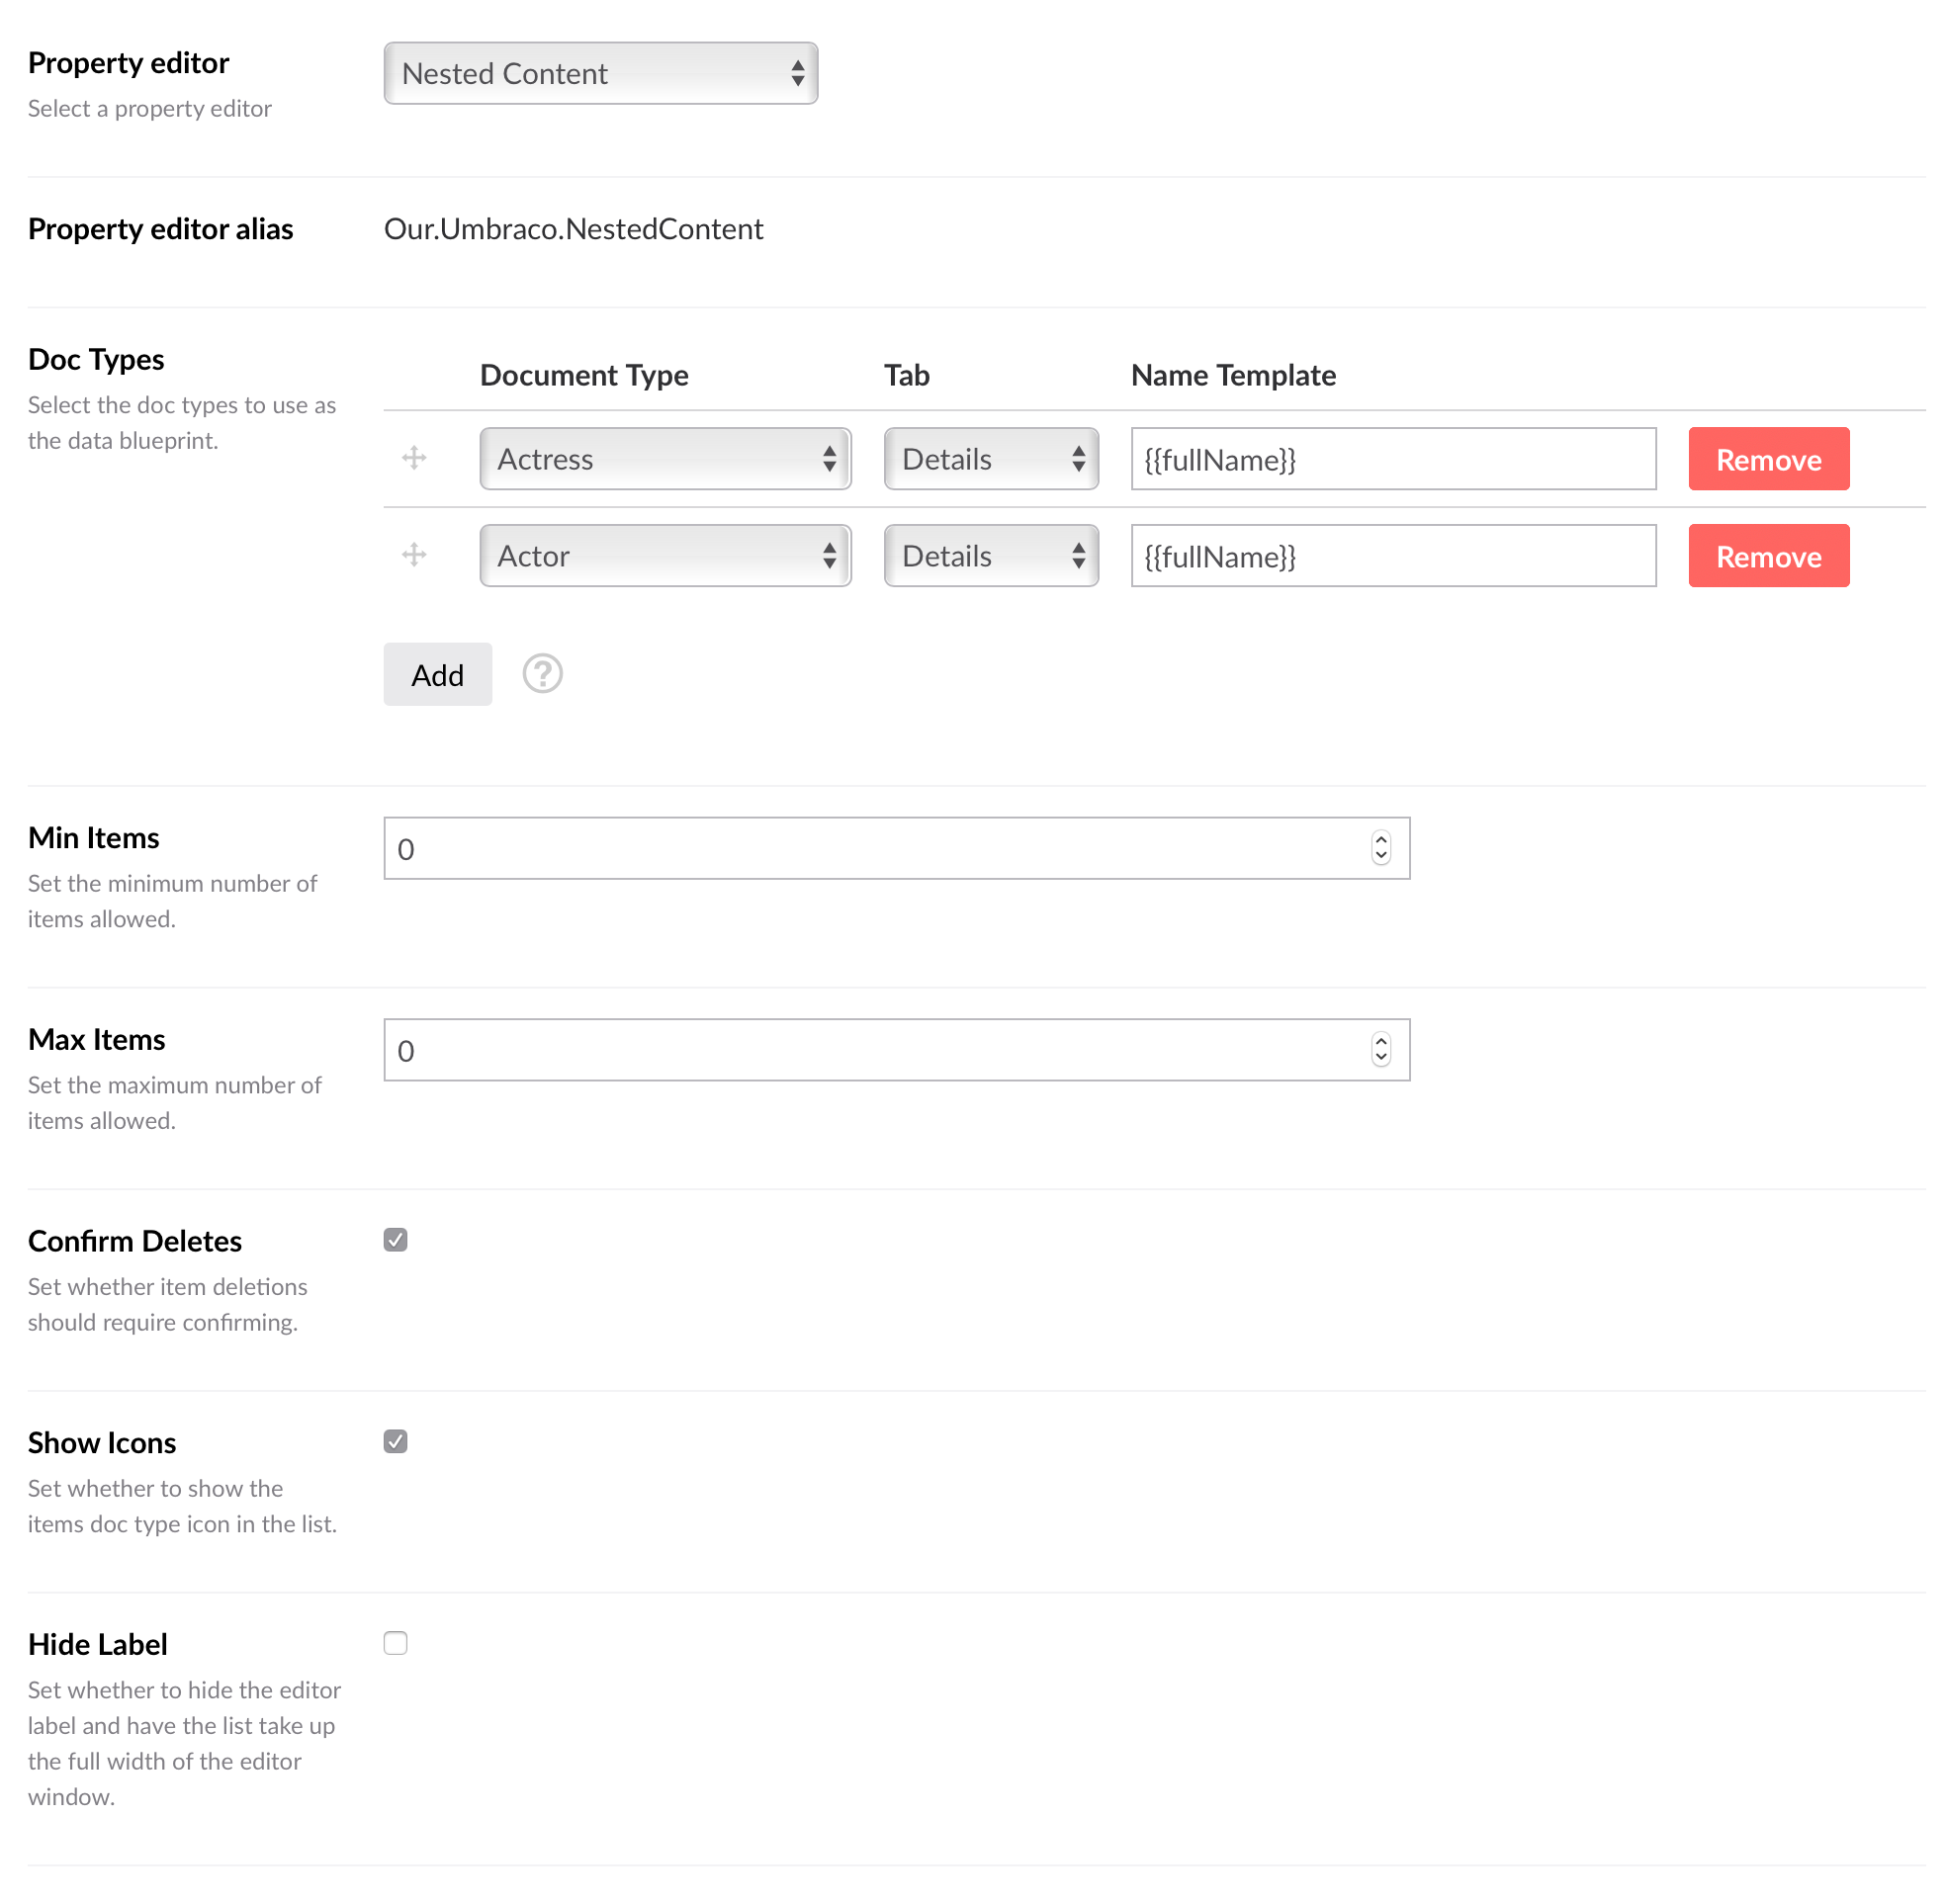 Property editor
Select a property editor
Nested Content
Property editor alias
Our.Umbraco.NestedContent
Doc Types
Select the doc types to use as
the data blueprint.
Document Type Tab Name Template
Actress Details {{fullName}} Remove
Actor Details {{fullName}} Remove
Add ?
Min Items
Set the minimum number of
items allowed.
0
Max Items
Set the maximum number of
items allowed.
0
Confirm Deletes
Set whether item deletions
should require confirming.
Show Icons
Set whether to show the
items doc type icon in the list.
Hide Label
Set whether to hide the editor
label and have the list take up
the full width of the editor
window.